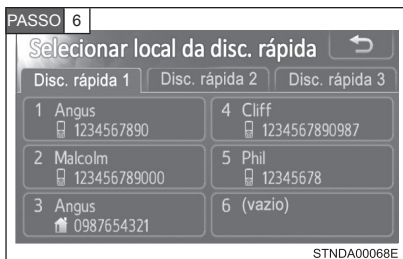 PASSO 6
Selecionar local da disc. rápida
Disc. rápida 1 Disc. rápida 2 Disc. rápida 3
1 Angus
1234567890
4 Cliff
1234567890987
2 Malcolm
123456789000
5 Phil
12345678
3 Angus
0987654321
6 (vazio)
STNDA00068E